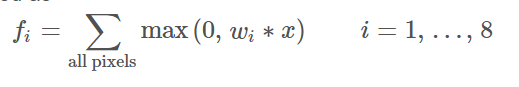 fᵢ = ∑ max (0, wᵢ * x)  i = 1, …, 8
all pixels